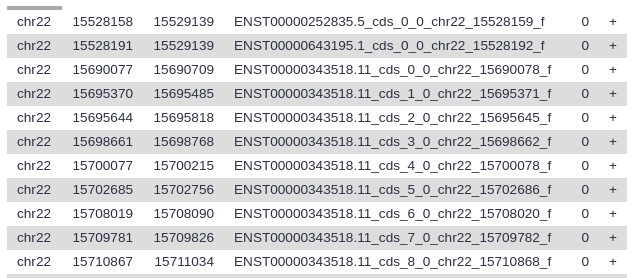 chr22 15528158 15529139 ENST00000252835.5_cds_0_0_chr22_15528159_f 0 +
chr22 15528191 15529139 ENST00000643195.1_cds_0_0_chr22_15528192_f 0 +
chr22 15690077 15690709 ENST00000343518.11_cds_0_0_chr22_15690078_f 0 +
chr22 15695370 15695485 ENST00000343518.11_cds_1_0_chr22_15695371_f 0 +
chr22 15695644 15695818 ENST00000343518.11_cds_2_0_chr22_15695645_f 0 +
chr22 15698661 15698768 ENST00000343518.11_cds_3_0_chr22_15698662_f 0 +
chr22 15700077 15700215 ENST00000343518.11_cds_4_0_chr22_15700078_f 0 +
chr22 15702685 15702756 ENST00000343518.11_cds_5_0_chr22_15702686_f 0 +
chr22 15708019 15708090 ENST00000343518.11_cds_6_0_chr22_15708020_f 0 +
chr22 15709781 15709826 ENST00000343518.11_cds_7_0_chr22_15709782_f 0 +
chr22 15710867 15711034 ENST00000343518.11_cds_8_0_chr22_15710868_f 0 +